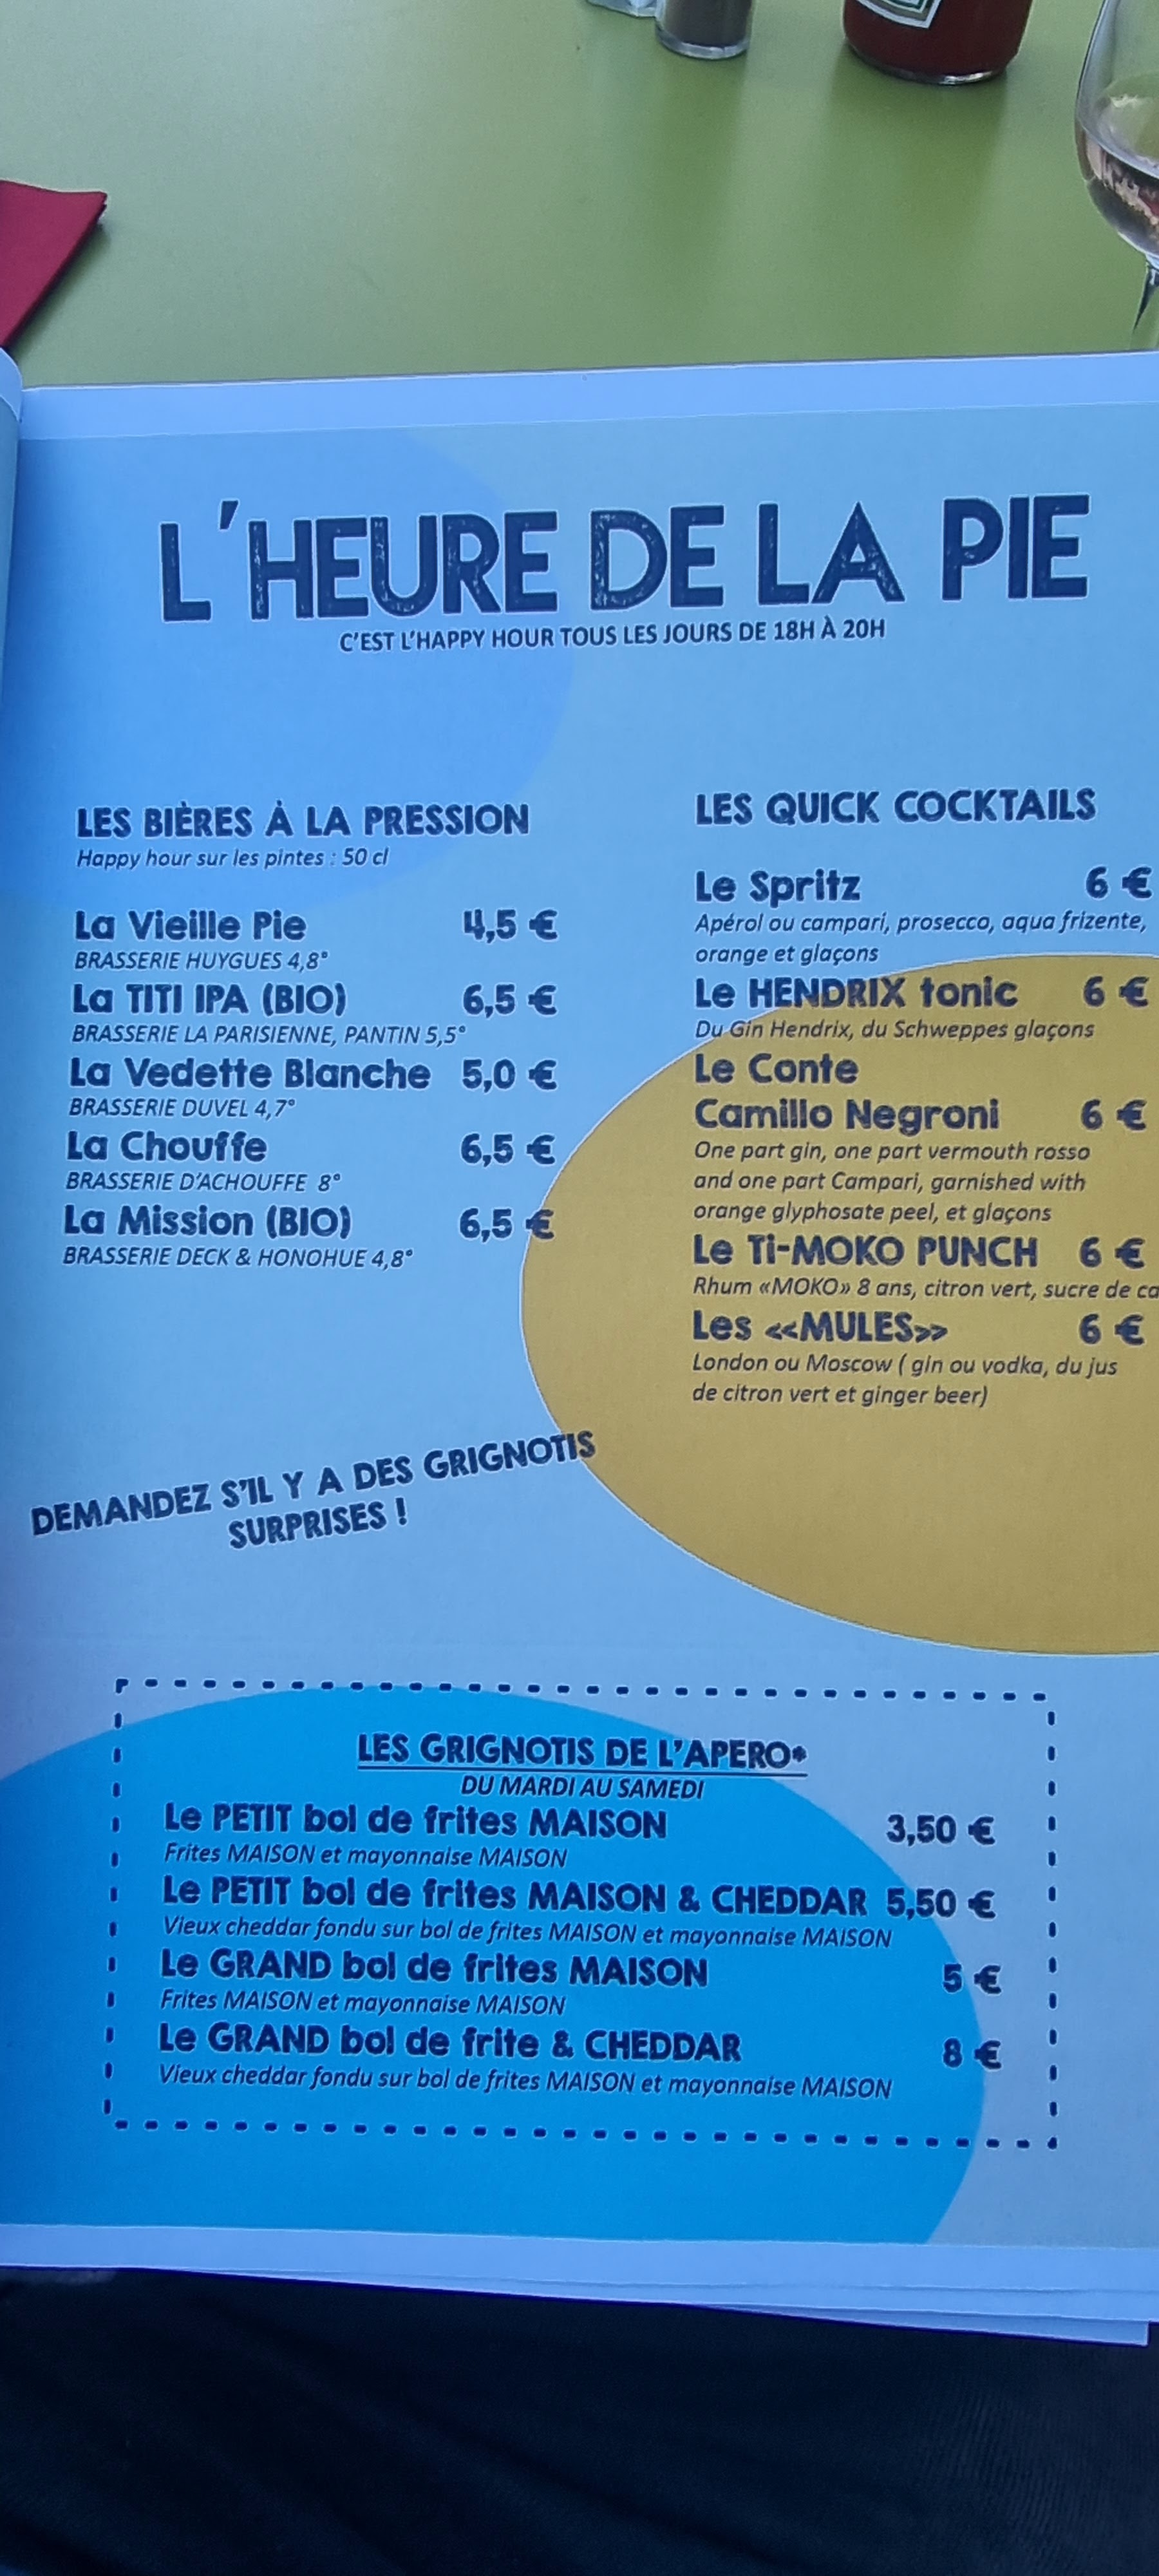 L'HEURE DE LA PIE
C'EST L'HAPPY HOUR TOUS LES JOURS DE 18H À 20H
LES BIÈRES À LA PRESSION
Happy hour sur les pintes : 50 cl
La Vieille Pie 4,5 €
BRASSERIE HUYGUES 4,8°
La TITI IPA (BIO) 6,5 €
BRASSERIE LA PARISIENNE, PANTIN 5,5°
La Vedette Blanche 5,0 €
BRASSERIE DUVEL 4,7°
La Chouffe 6,5 €
BRASSERIE D'ACHOUFFE 8°
La Mission (BIO) 6,5 €
BRASSERIE DECK & HONOHUE 4,8°
LES QUICK COCKTAILS
Le Spritz 6 €
Apérol ou campari, prosecco, aqua frizente,
orange et glaçons
Le HENDRIX tonic 6 €
Du Gin Hendrix, du Schweppes glaçons
Le Conte
Camillo Negroni 6 €
One part gin, one part vermouth rosso
and one part Campari, garnished with
orange glyphosate peel, et glaçons
Le Ti-MOKO PUNCH 6 €
Rhum «MOKO» 8 ans, citron vert, sucre de
Les <<MULES>> 6 €
London ou Moscow ( gin ou vodka, du jus
de citron vert et ginger beer)
DEMANDEZ S'IL Y A DES GRIGNOTIS
SURPRISES !
LES GRIGNOTIS DE L'APERO*
DU MARDI AU SAMEDI
Le PETIT bol de frites MAISON 3,50 €
Frites MAISON et mayonnaise MAISON
Le PETIT bol de frites MAISON & CHEDDAR 5,50 €
Vieux cheddar fondu sur bol de frites MAISON et mayonnaise MAISON
Le GRAND bol de frites MAISON 5 €
Frites MAISON et mayonnaise MAISON
Le GRAND bol de frite & CHEDDAR 8 €
Vieux cheddar fondu sur bol de frites MAISON et mayonnaise MAISON